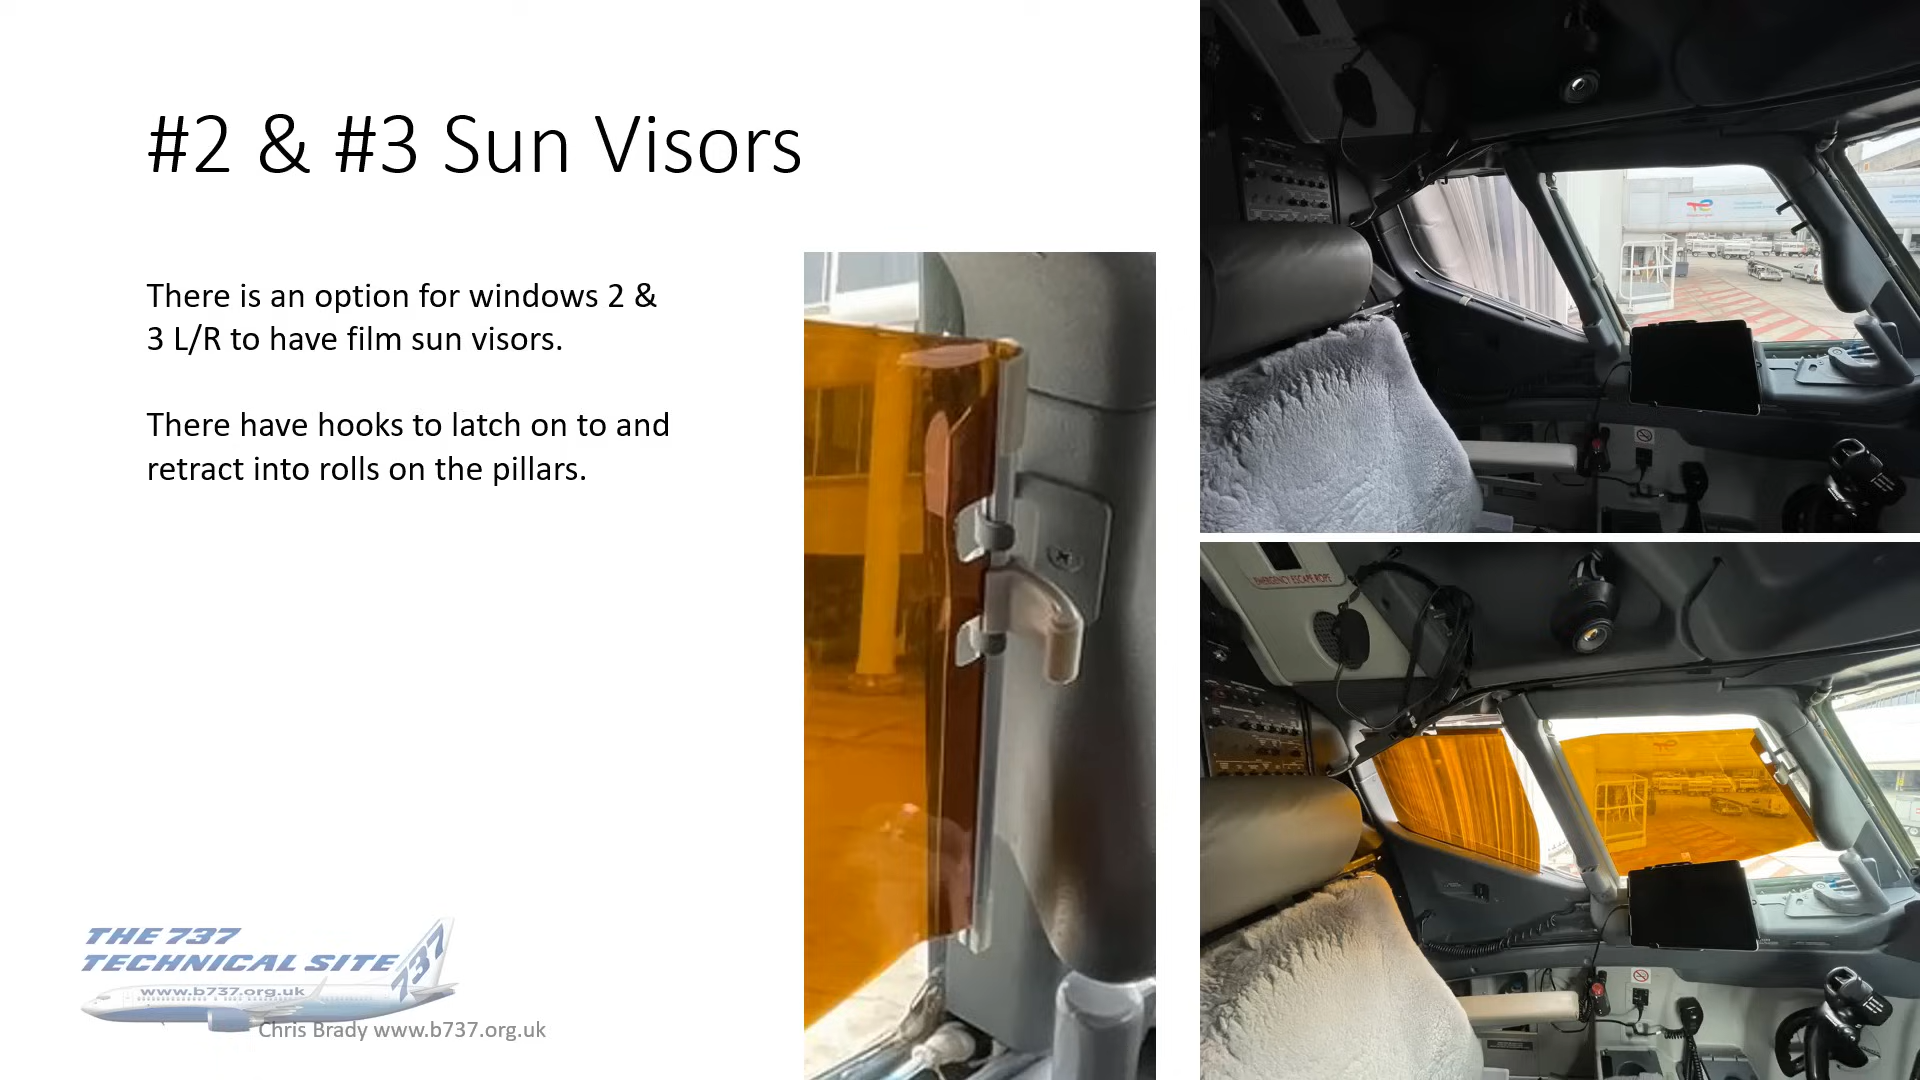 #2 & #3 Sun Visors
There is an option for windows 2 &
3 L/R to have film sun visors.
There have hooks to latch on to and
retract into rolls on the pillars.
EMERGENCY ESCAPE ROPE
THE 737
TECHNICAL SITE
737
www.b737.org.uk
Chris Brady www.b737.org.uk